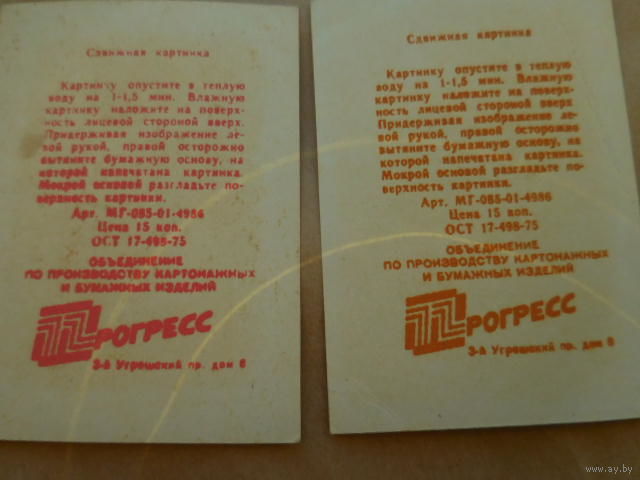 Сдвижная картинка
Картинку опустите в теплую
воду на 1-1,5 мин. Влажную
картинку наложите на поверх-
ность лицевой стороной вверх.
Придерживая изображение ле-
вой рукой, правой осторожно
вытяните бумажную основу, на
которой напечатана картинка.
Мокрой основой разгладьте по-
верхность картинки.
Арт. МГ-085-01-4986
Цена 15 коп.
ОСТ 17-498-75
ОБЪЕДИНЕНИЕ
ПО ПРОИЗВОДСТВУ КАРТОНАЖНЫХ
И БУМАЖНЫХ ИЗДЕЛИЙ
ПРОГРЕСС
3-й Угрешский пр. дом 6
Сдвижная картинка
Картинку опустите в теплую
воду на 1-1,5 мин. Влажную
картинку наложите на поверх-
ность лицевой стороной вверх
Придерживая изображение ле-
вой рукой, правой осторожно
вытяните бумажную основу, на
которой напечатана картинка.
Мокрой основой разгладьте по-
верхность картинки.
Арт. МГ-085-01-4986
Цена 15 коп.
ОСТ 17-498-75
ОБЪЕДИНЕНИЕ
ПО ПРОИЗВОДСТВУ КАРТОНАЖНЫХ
И БУМАЖНЫХ ИЗДЕЛИЙ
ПРОГРЕСС
3-й Угрешский пр. дом 8
www.ay.by